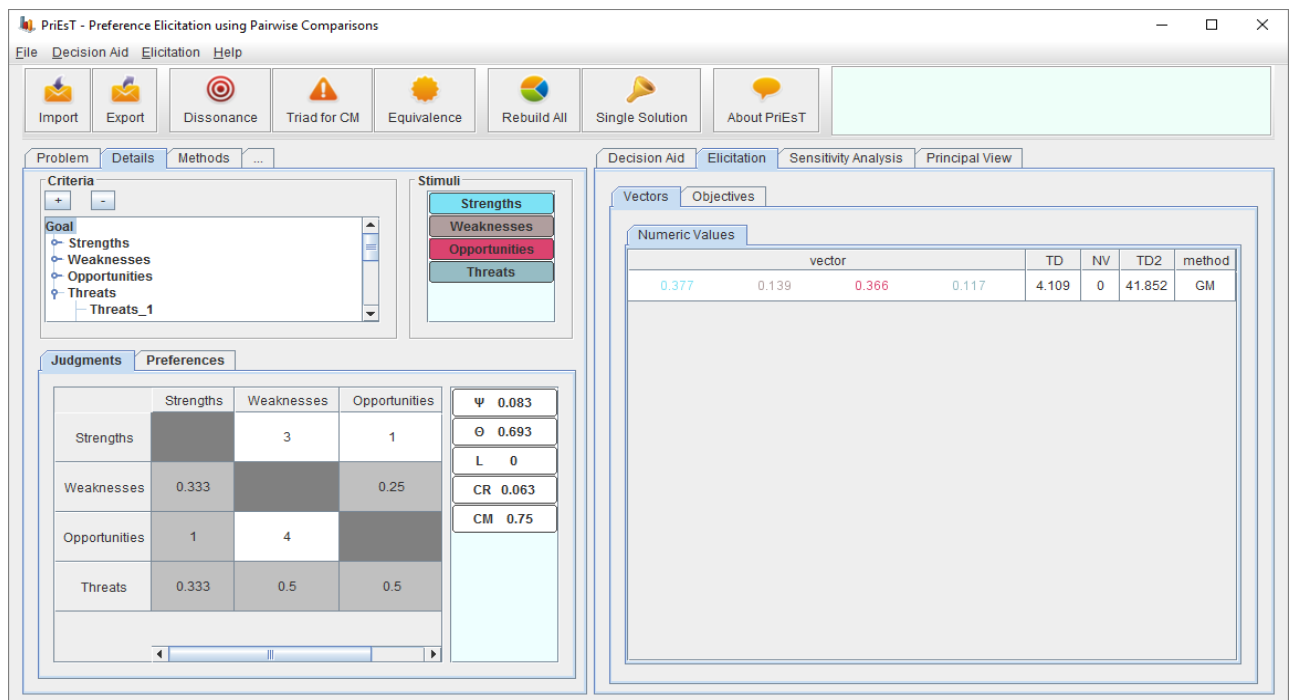 PriEsT - Preference Elicitation using Pairwise Comparisons
File Decision Aid Elicitation Help
Import Export Dissonance Triad for CM Equivalence Rebuild All Single Solution About PriEsT
Problem Details Methods ...
Criteria
+ -
Goal
Strengths
Weaknesses
Opportunities
Threats
Threats_1
Stimuli
Strengths
Weaknesses
Opportunities
Threats
Judgments Preferences
Strengths Weaknesses Opportunities
Strengths 3 1
Weaknesses 0.333 0.25
Opportunities 1 4
Threats 0.333 0.5 0.5
Ψ 0.083
Θ 0.693
L 0
CR 0.063
CM 0.75
Decision Aid Elicitation Sensitivity Analysis Principal View
Vectors Objectives
Numeric Values
vector TD NV TD2 method
0.377 0.139 0.366 0.117 4.109 0 41.852 GM